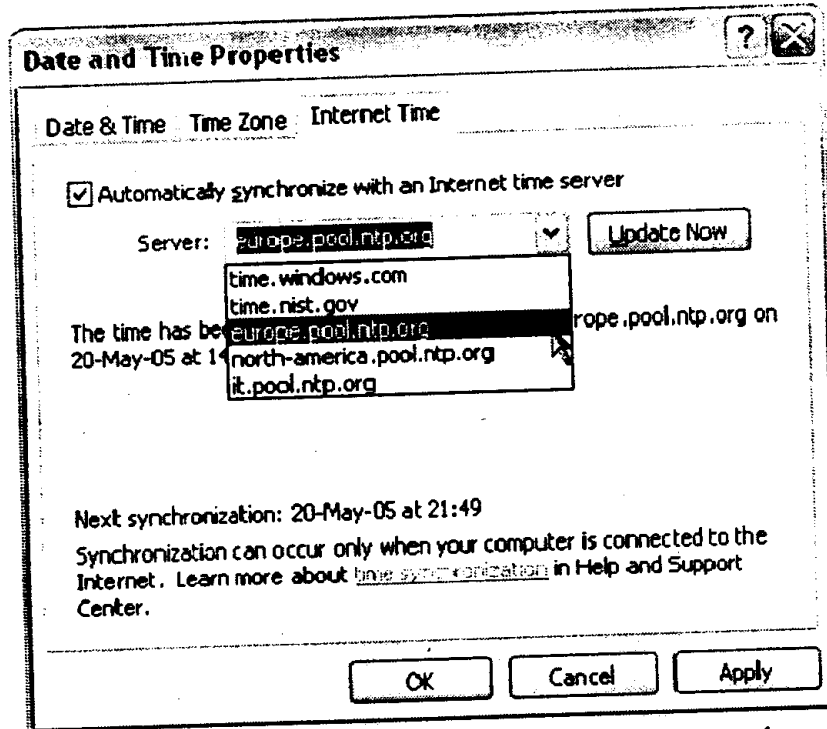 Date and Time Properties
?
Date & Time Time Zone Internet Time
Automatically synchronize with an Internet time server
Server: europe.pool.ntp.org Update Now
time.windows.com
time.nist.gov
The time has be europe.pool.ntp.org rope.pool.ntp.org on
20-May-05 at 14 north-america.pool.ntp.org
it.pool.ntp.org
Next synchronization: 20-May-05 at 21:49
Synchronization can occur only when your computer is connected to the
Internet. Learn more about time synchronization in Help and Support
Center.
OK Cancel Apply